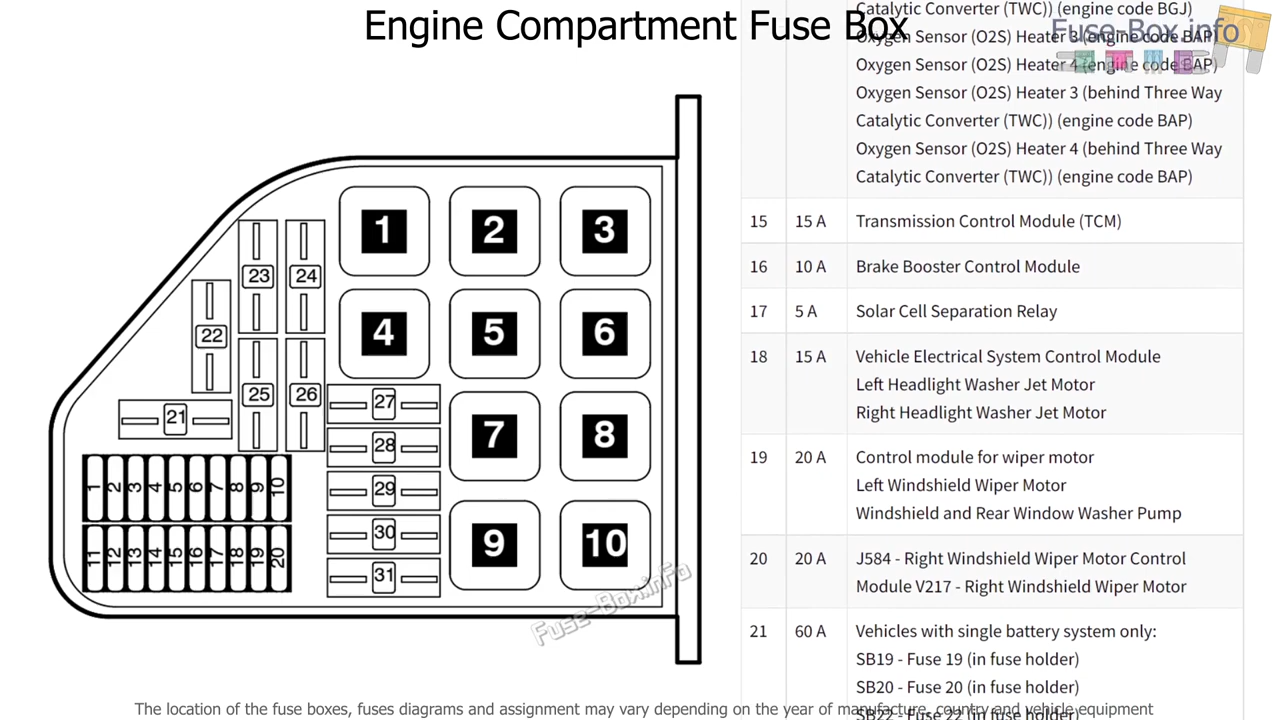 Engine Compartment Fuse Box
Fuse-Box.info
Catalytic Converter (TWC)) (engine code BGJ)
Oxygen Sensor (O2S) Heater 3 (engine code BAP)
Oxygen Sensor (O2S) Heater 4 (engine code BAP)
Oxygen Sensor (O2S) Heater 3 (behind Three Way
Catalytic Converter (TWC)) (engine code BAP)
Oxygen Sensor (O2S) Heater 4 (behind Three Way
Catalytic Converter (TWC)) (engine code BAP)
15 15 A Transmission Control Module (TCM)
16 10 A Brake Booster Control Module
17 5 A Solar Cell Separation Relay
18 15 A Vehicle Electrical System Control Module
Left Headlight Washer Jet Motor
Right Headlight Washer Jet Motor
19 20 A Control module for wiper motor
Left Windshield Wiper Motor
Windshield and Rear Window Washer Pump
20 20 A J584 - Right Windshield Wiper Motor Control
Module V217 - Right Windshield Wiper Motor
21 60 A Vehicles with single battery system only:
SB19 - Fuse 19 (in fuse holder)
SB20 - Fuse 20 (in fuse holder)
SB22 - Fuse 22 (in fuse holder)
1 2 3
4 5 6
7 8
9 10
23 24
22
25 26
21
27
28
29
30
31
1 2 3 4 5 6 7 8 9 10
11 12 13 14 15 16 17 18 19 20
Fuse-Box.info
The location of the fuse boxes, fuses diagrams and assignment may vary depending on the year of manufacture, country and vehicle equipment